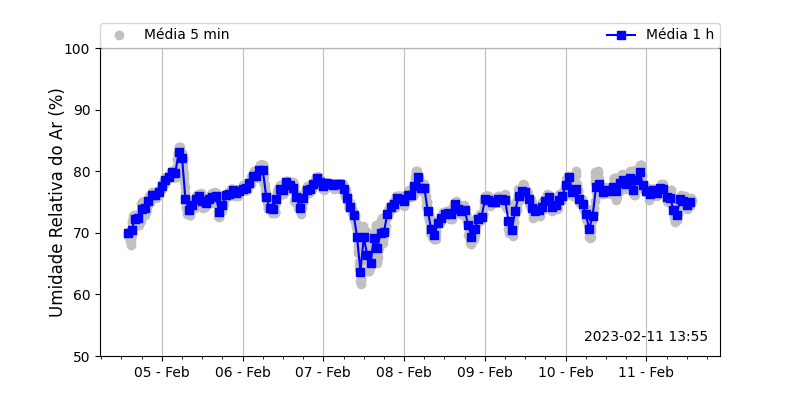 Média 5 min
Média 1 h
Umidade Relativa do Ar (%)
100
90
80
70
60
50
2023-02-11 13:55
05 - Feb
06 - Feb
07 - Feb
08 - Feb
09 - Feb
10 - Feb
11 - Feb